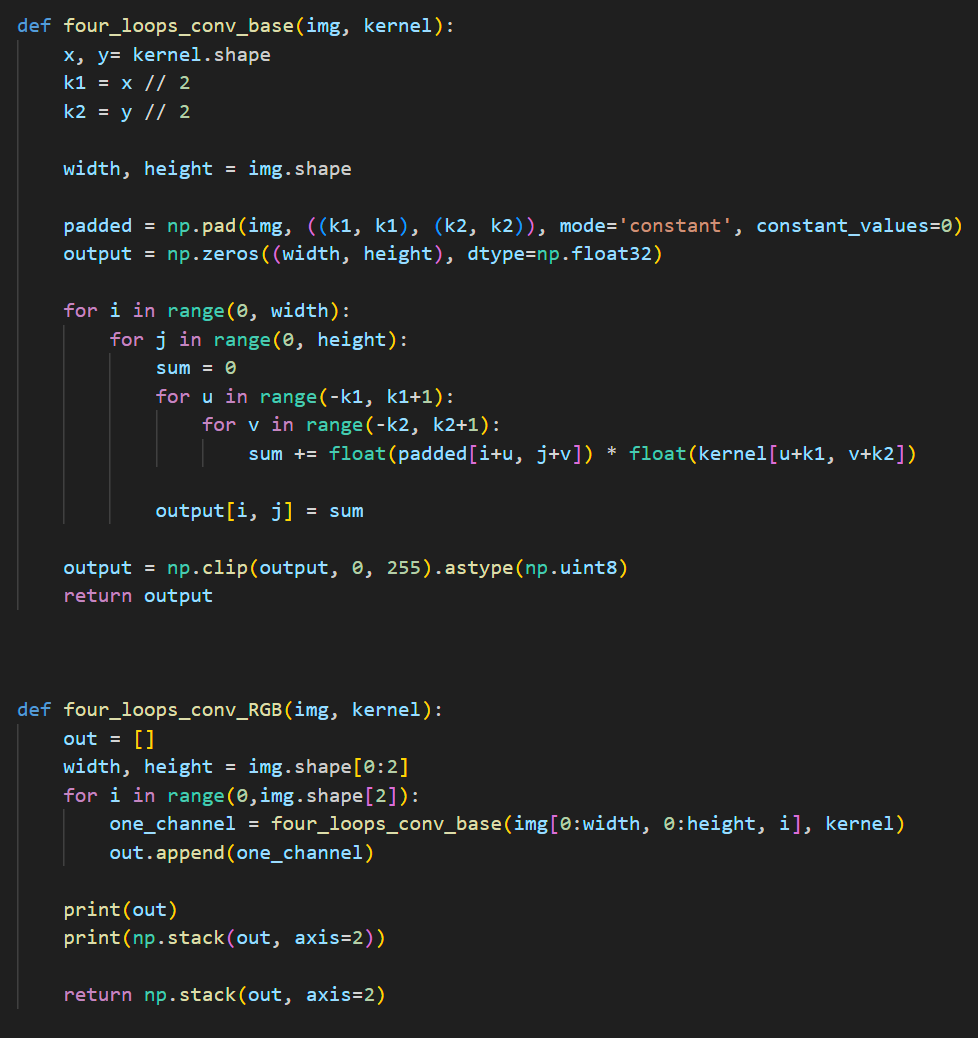 def four_loops_conv_base(img, kernel):
    x, y= kernel.shape
    k1 = x // 2
    k2 = y // 2
    width, height = img.shape
    padded = np.pad(img, ((k1, k1), (k2, k2)), mode='constant', constant_values=0)
    output = np.zeros((width, height), dtype=np.float32)
    for i in range(0, width):
        for j in range(0, height):
            sum = 0
            for u in range(-k1, k1+1):
                for v in range(-k2, k2+1):
                    sum += float(padded[i+u, j+v]) * float(kernel[u+k1, v+k2])
            output[i, j] = sum
    output = np.clip(output, 0, 255).astype(np.uint8)
    return output
def four_loops_conv_RGB(img, kernel):
    out = []
    width, height = img.shape[0:2]
    for i in range(0,img.shape[2]):
        one_channel = four_loops_conv_base(img[0:width, 0:height, i], kernel)
        out.append(one_channel)
    print(out)
    print(np.stack(out, axis=2))
    return np.stack(out, axis=2)